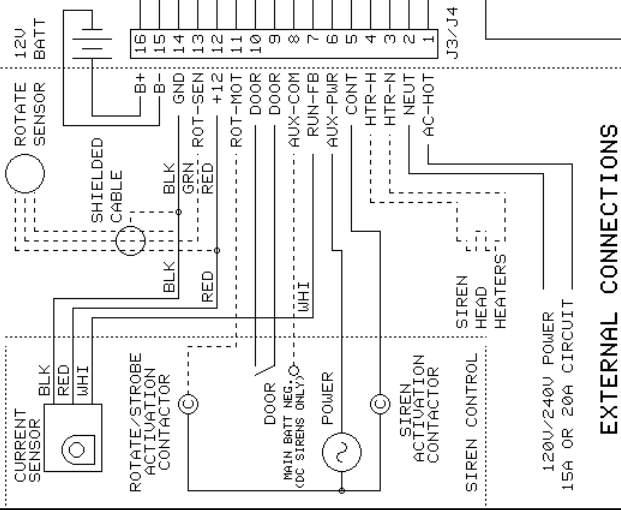 12V
BATT
16
15
14
13
12
11
10
9
8
7
6
5
4
3
2
1
J3/J4
B+
B-
GND
ROT-SEN
+12
ROT-MOT
DOOR
DOOR
AUX-COM
RUN-FB
AUX-PWR
CONT
HTR-H
HTR-N
NEUT
AC-HOT
ROTATE
SENSOR
SHIELDED
CABLE
BLK
GRN
RED
BLK
RED
WHI
SIREN
HEAD
HEATERS
EXTERNAL CONNECTIONS
120V/240V POWER
15A OR 20A CIRCUIT
BLK
RED
WHI
CURRENT
SENSOR
ROTATE/STROBE
ACTIVATION
CONTACTOR
C
DOOR
MAIN BATT NEG.
(DC SIRENS ONLY)
POWER
C
SIREN
ACTIVATION
CONTACTOR
SIREN CONTROL